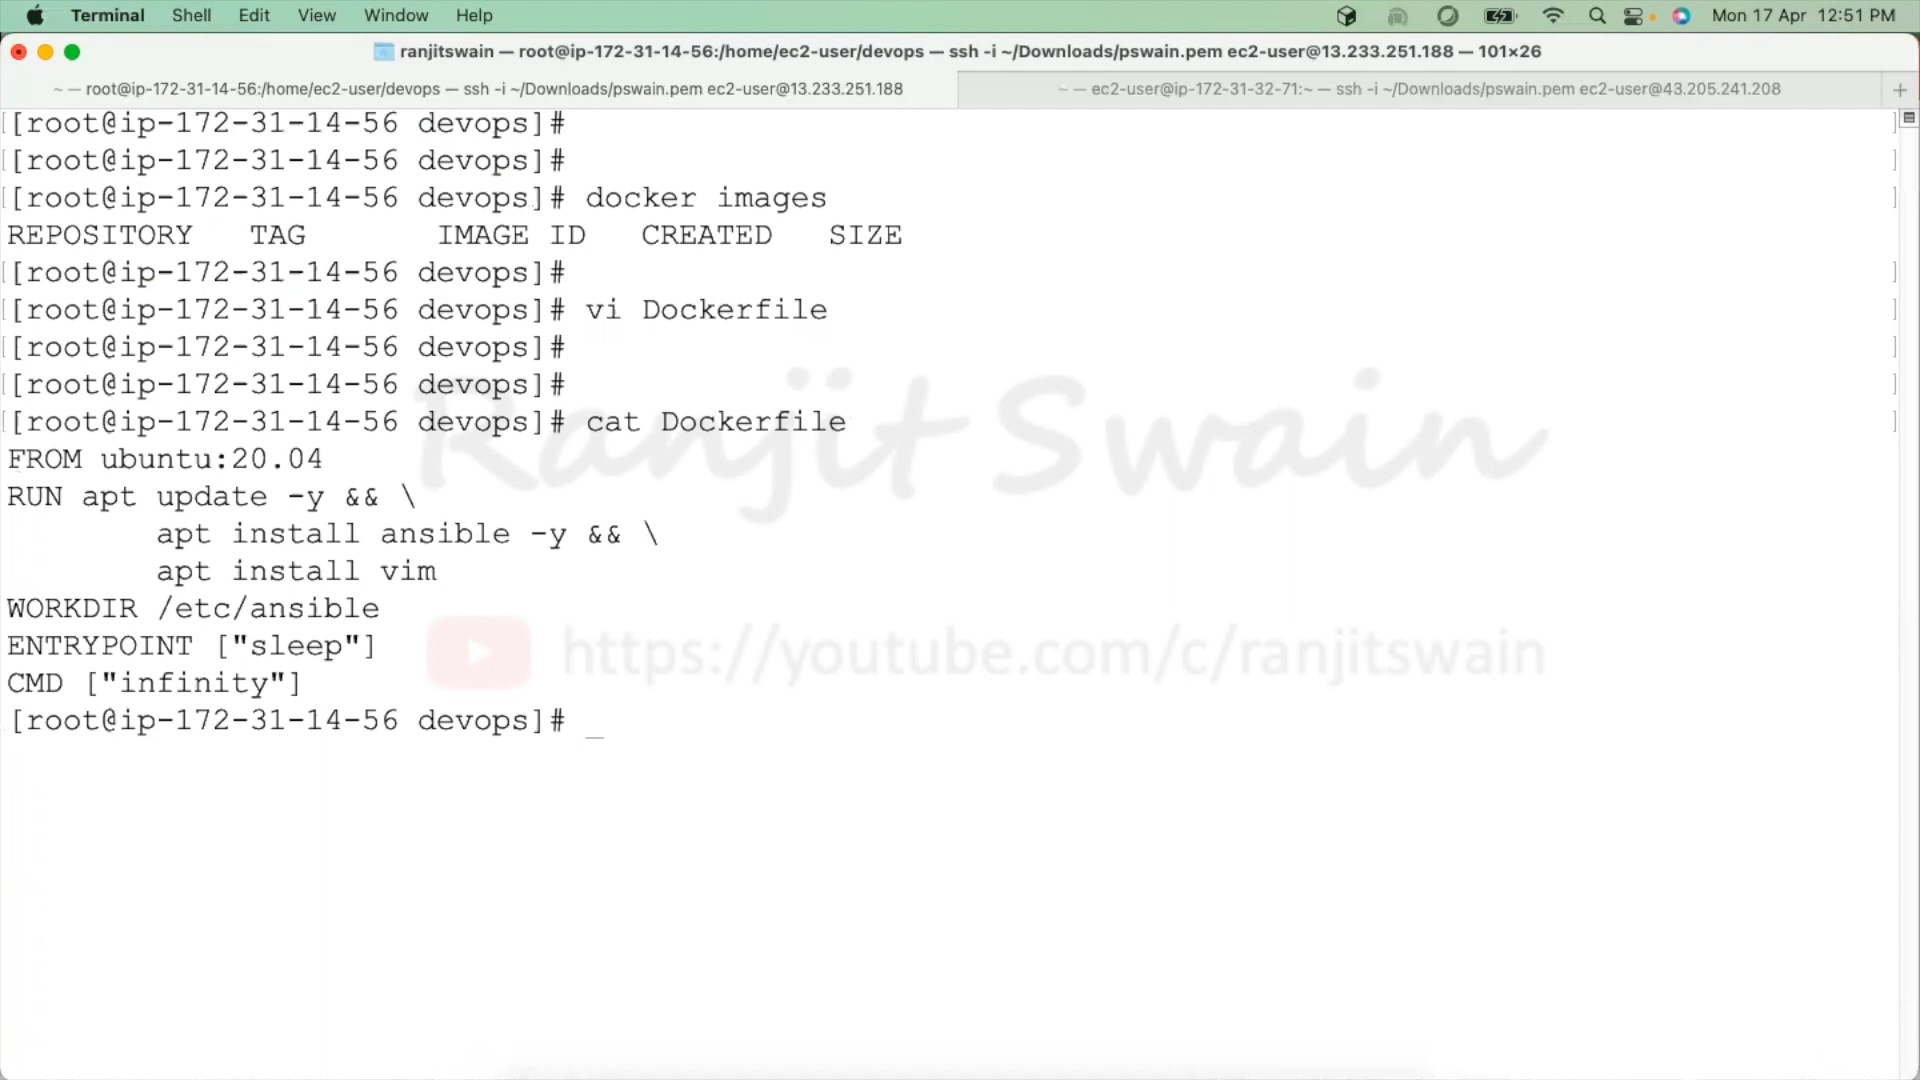 Terminal Shell Edit View Window Help Mon 17 Apr 12:51 PM
ranjitswain — root@ip-172-31-14-56:/home/ec2-user/devops — ssh -i ~/Downloads/pswain.pem ec2-user@13.233.251.188 — 101×26
~ — root@ip-172-31-14-56:/home/ec2-user/devops — ssh -i ~/Downloads/pswain.pem ec2-user@13.233.251.188 ~ — ec2-user@ip-172-31-32-71:~ — ssh -i ~/Downloads/pswain.pem ec2-user@43.205.241.208 +
[[root@ip-172-31-14-56 devops]# ]
[[root@ip-172-31-14-56 devops]# ]
[[root@ip-172-31-14-56 devops]# docker images ]
REPOSITORY TAG IMAGE ID CREATED SIZE
[[root@ip-172-31-14-56 devops]# ]
[[root@ip-172-31-14-56 devops]# vi Dockerfile ]
[[root@ip-172-31-14-56 devops]# ]
[[root@ip-172-31-14-56 devops]# ]
[[root@ip-172-31-14-56 devops]# cat Dockerfile ]
Ranjit Swain
FROM ubuntu:20.04
RUN apt update -y && \
apt install ansible -y && \
apt install vim
WORKDIR /etc/ansible
ENTRYPOINT ["sleep"]
https://youtube.com/c/ranjitswain
CMD ["infinity"]
[root@ip-172-31-14-56 devops]# _